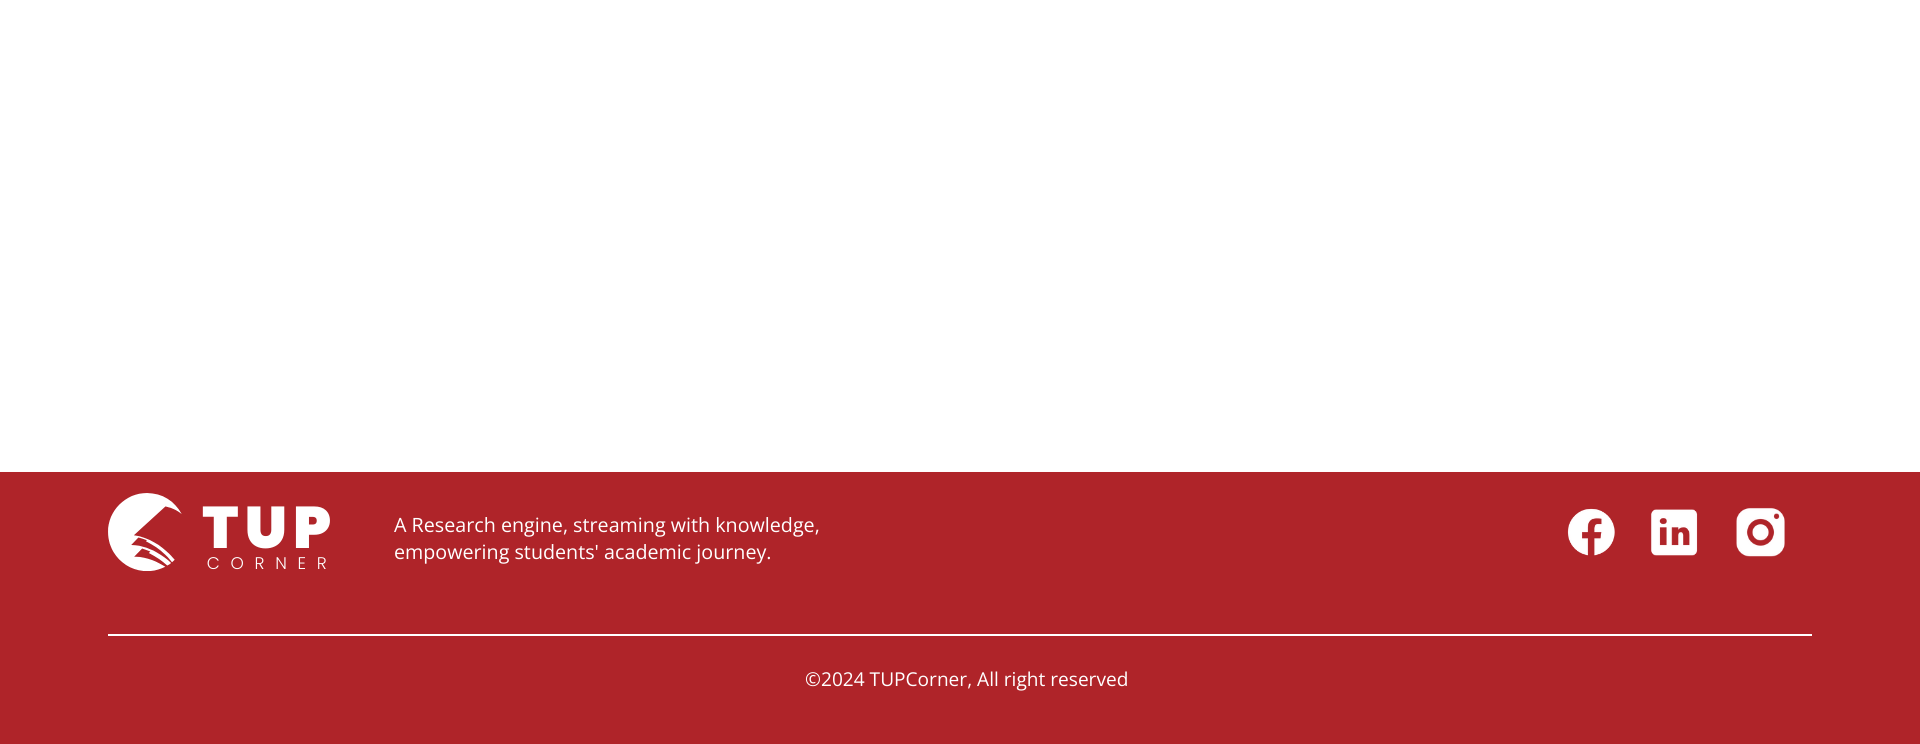 TUP
CORNER
A Research engine, streaming with knowledge,
empowering students' academic journey.
©2024 TUPCorner, All right reserved